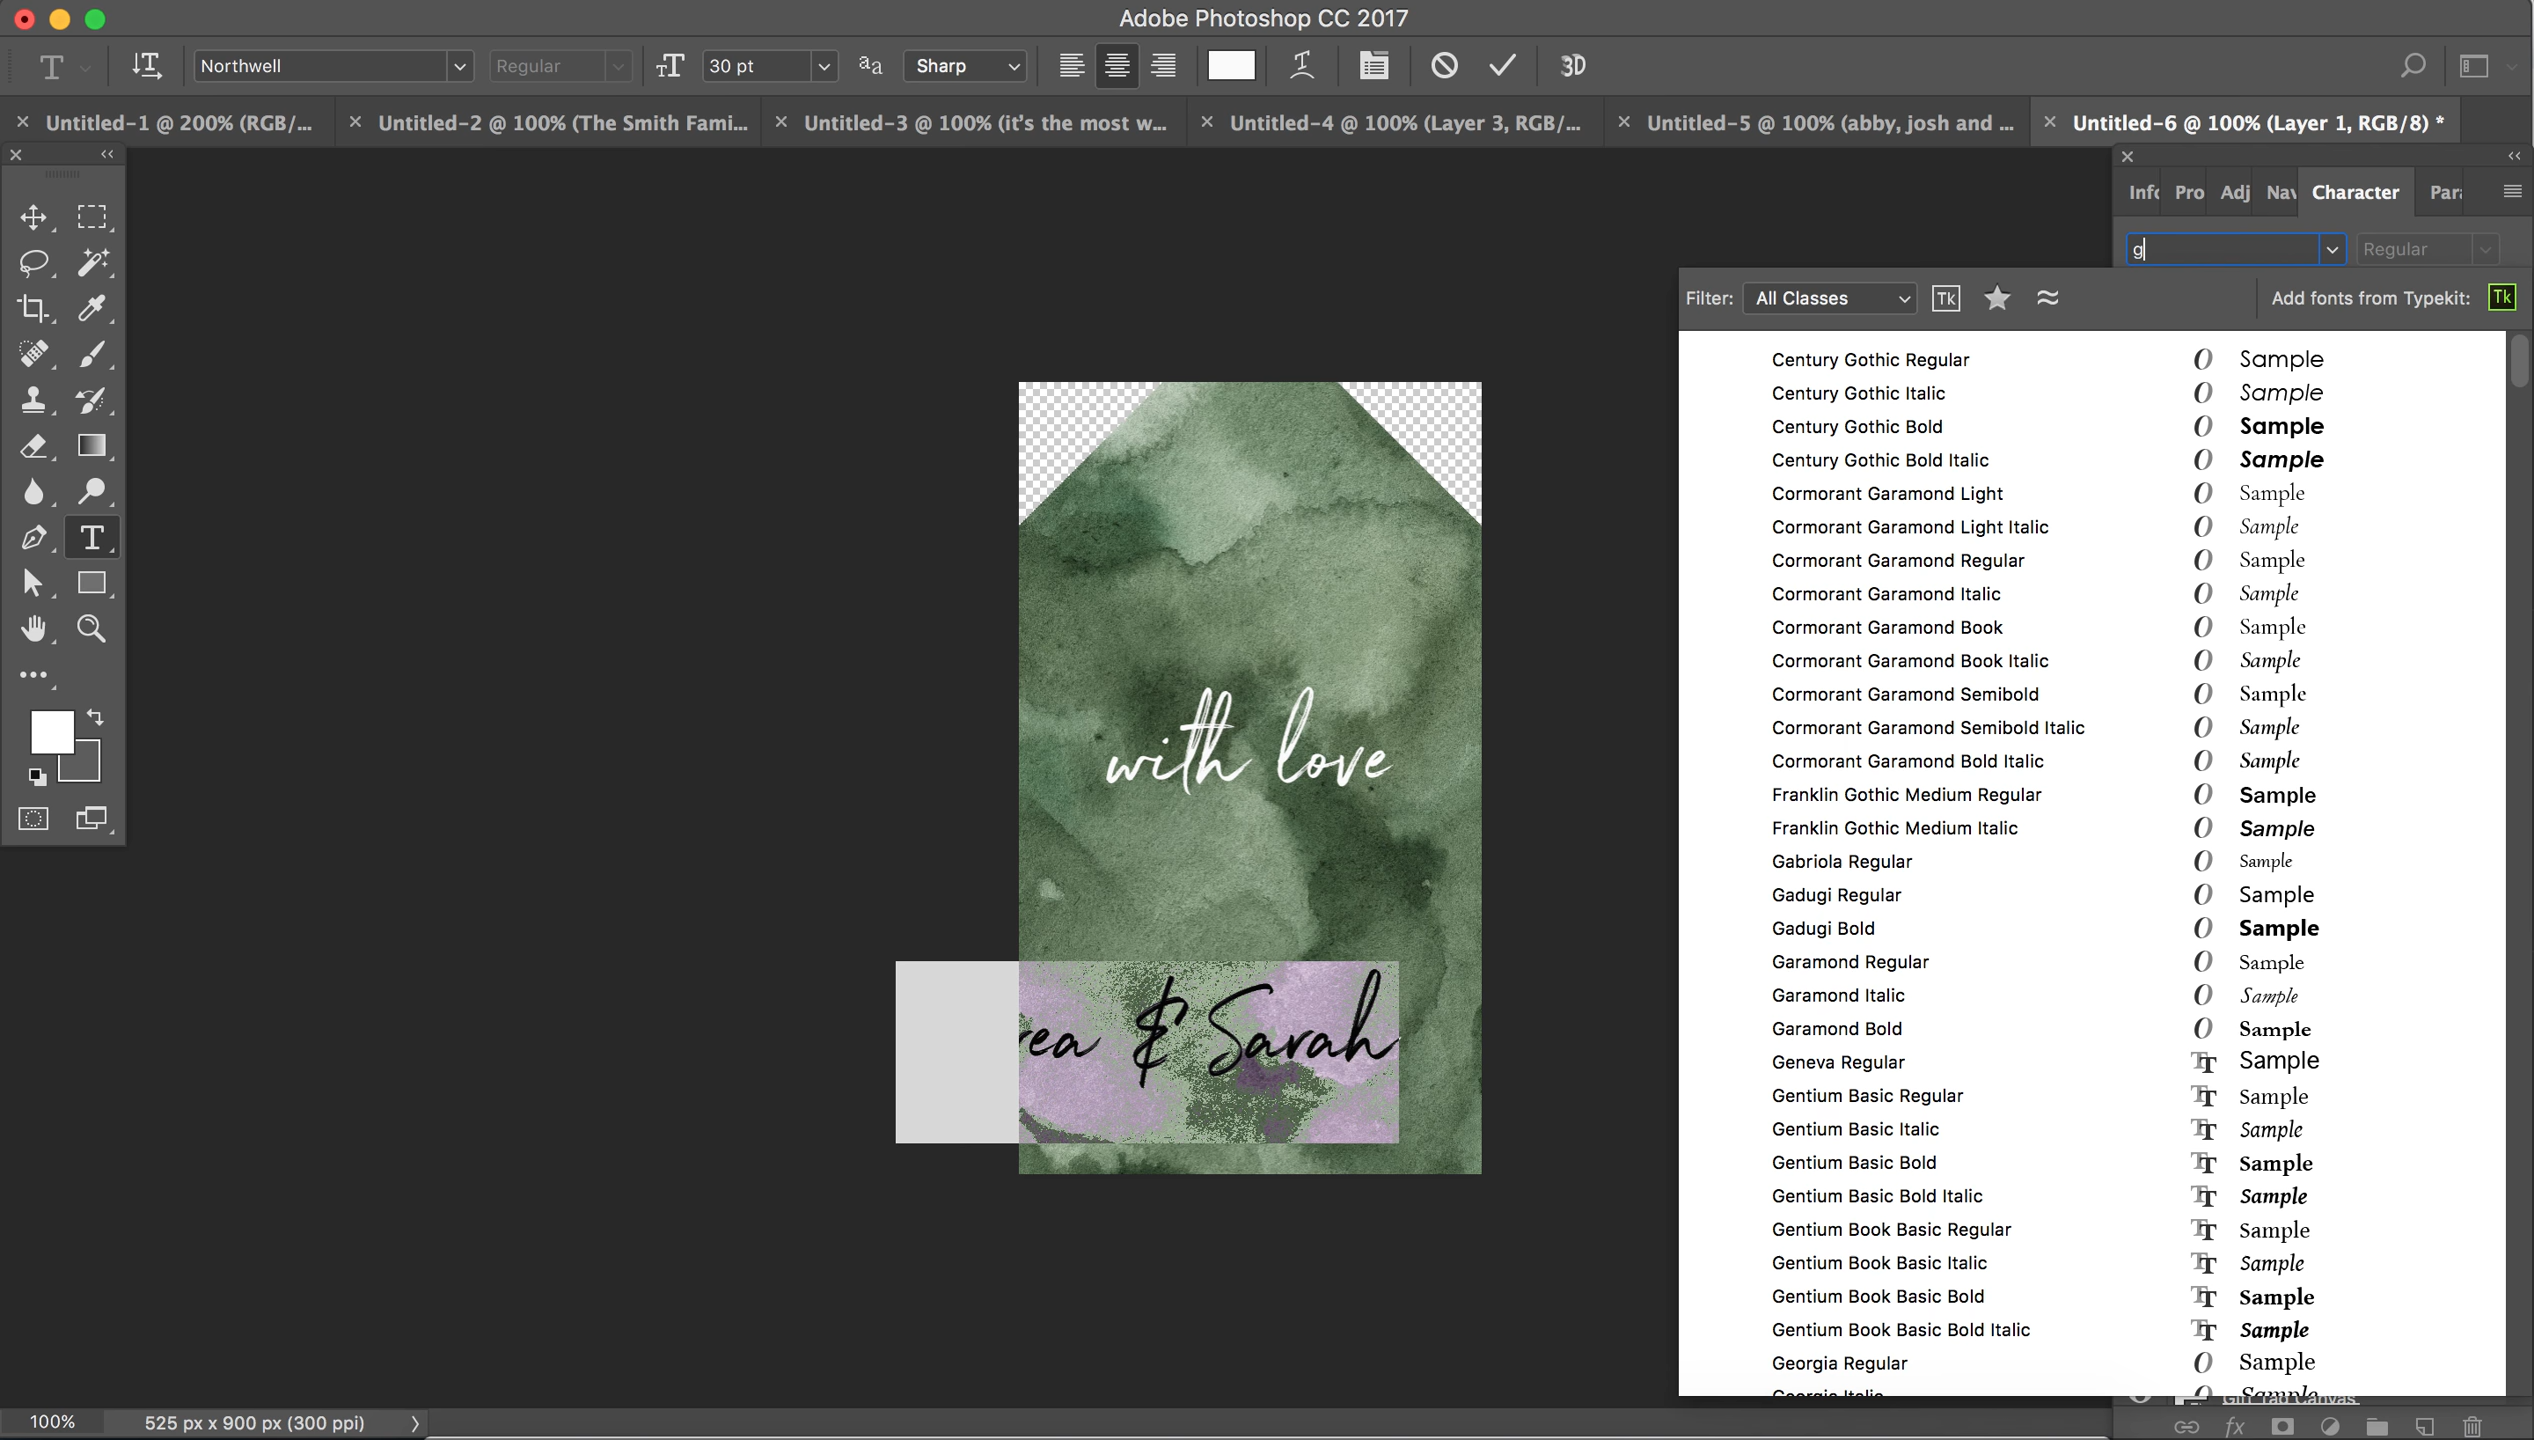 Adobe Photoshop CC 2017
Northwell
Regular
30 pt
Sharp
3D
Untitled-1 @ 200% (RGB/...
Untitled-2 @ 100% (The Smith Fami...
Untitled-3 @ 100% (it's the most w...
Untitled-4 @ 100% (Layer 3, RGB/...
Untitled-5 @ 100% (abby, josh and ...
Untitled-6 @ 100% (Layer 1, RGB/8) *
Info Pro Adj Nav Character Para
g
Regular
Filter: All Classes Tk Add fonts from Typekit: Tk
Century Gothic Regular Sample
Century Gothic Italic Sample
Century Gothic Bold Sample
Century Gothic Bold Italic Sample
Cormorant Garamond Light Sample
Cormorant Garamond Light Italic Sample
Cormorant Garamond Regular Sample
Cormorant Garamond Italic Sample
Cormorant Garamond Book Sample
Cormorant Garamond Book Italic Sample
Cormorant Garamond Semibold Sample
Cormorant Garamond Semibold Italic Sample
Cormorant Garamond Bold Italic Sample
Franklin Gothic Medium Regular Sample
Franklin Gothic Medium Italic Sample
Gabriola Regular Sample
Gadugi Regular Sample
Gadugi Bold Sample
Garamond Regular Sample
Garamond Italic Sample
Garamond Bold Sample
Geneva Regular Sample
Gentium Basic Regular Sample
Gentium Basic Italic Sample
Gentium Basic Bold Sample
Gentium Basic Bold Italic Sample
Gentium Book Basic Regular Sample
Gentium Book Basic Italic Sample
Gentium Book Basic Bold Sample
Gentium Book Basic Bold Italic Sample
Georgia Regular Sample
Georgia Italic Sample
Gift Tag Canvas
with love
rea & Sarah
100%
525 px x 900 px (300 ppi)
fx